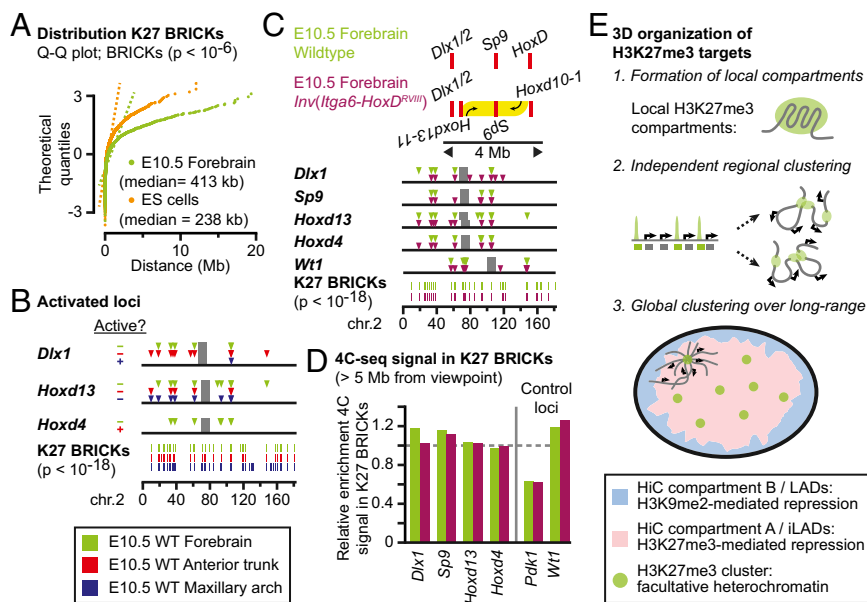 A
Distribution K27 BRICKs
Q-Q plot; BRICKs (p < 10-6)
Theoretical
quantiles
3
0
-3
E10.5 Forebrain
(median= 413 kb)
ES cells
(median = 238 kb)
0 5 10 15 20
Distance (Mb)
B
Activated loci
Active?
Dlx1
–
–
+
Hoxd13
–
–
–
Hoxd4
–
+
K27 BRICKs
(p < 10-18)
chr.2
0 40 80 120 160
E10.5 WT Forebrain
E10.5 WT Anterior trunk
E10.5 WT Maxillary arch
C
E10.5 Forebrain
Wildtype
Dlx1/2
Sp9
HoxD
E10.5 Forebrain
Inv(Itga6-HoxDRVIII)
Dlx1/2
Hoxd10-1
Hoxd13-11
Sp9
4 Mb
Dlx1
Sp9
Hoxd13
Hoxd4
Wt1
K27 BRICKs
(p < 10-18)
chr.2
0 40 80 120 160
D
4C-seq signal in K27 BRICKs
(> 5 Mb from viewpoint)
Control
loci
Relative enrichment 4C
signal in K27 BRICKs
1.2
0.8
0.4
0
Dlx1
Sp9
Hoxd13
Hoxd4
Pdk1
Wt1
E
3D organization of
H3K27me3 targets
1. Formation of local compartments
Local H3K27me3
compartments:
2. Independent regional clustering
3. Global clustering over long-range
HiC compartment B / LADs:
H3K9me2-mediated repression
HiC compartment A / iLADs:
H3K27me3-mediated repression
H3K27me3 cluster:
facultative heterochromatin